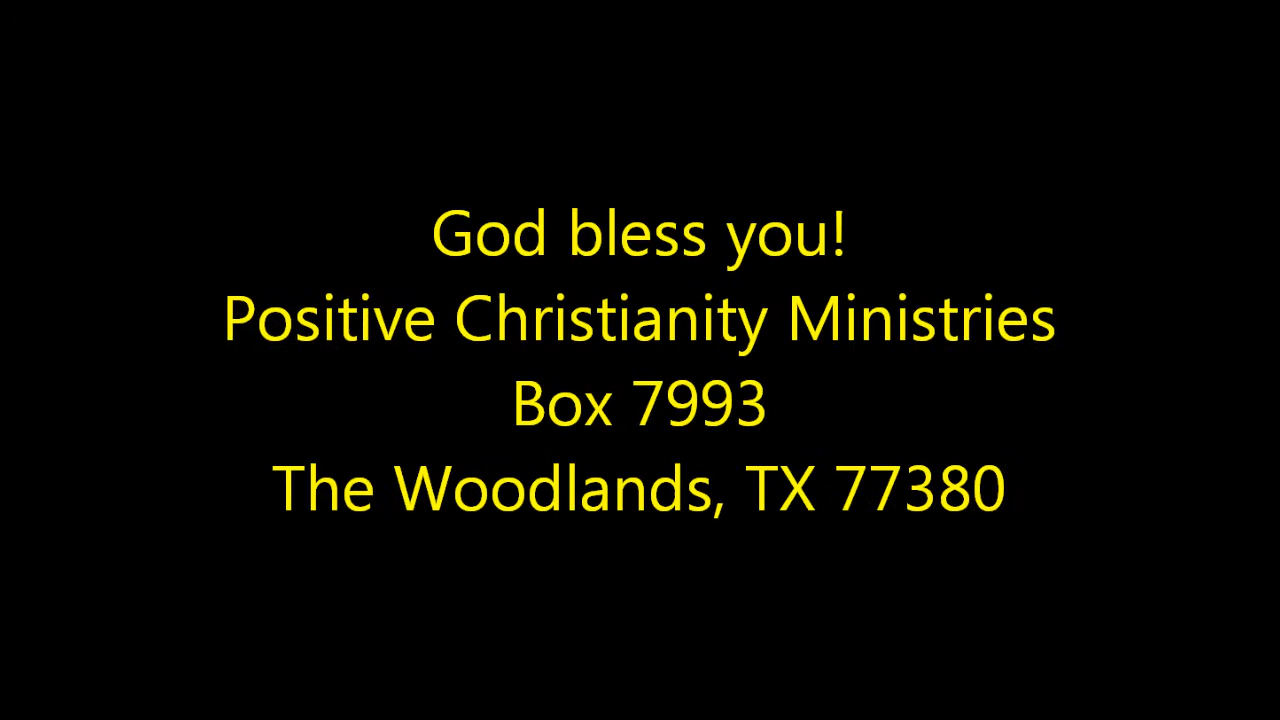 God bless you!
Positive Christianity Ministries
Box 7993
The Woodlands, TX 77380